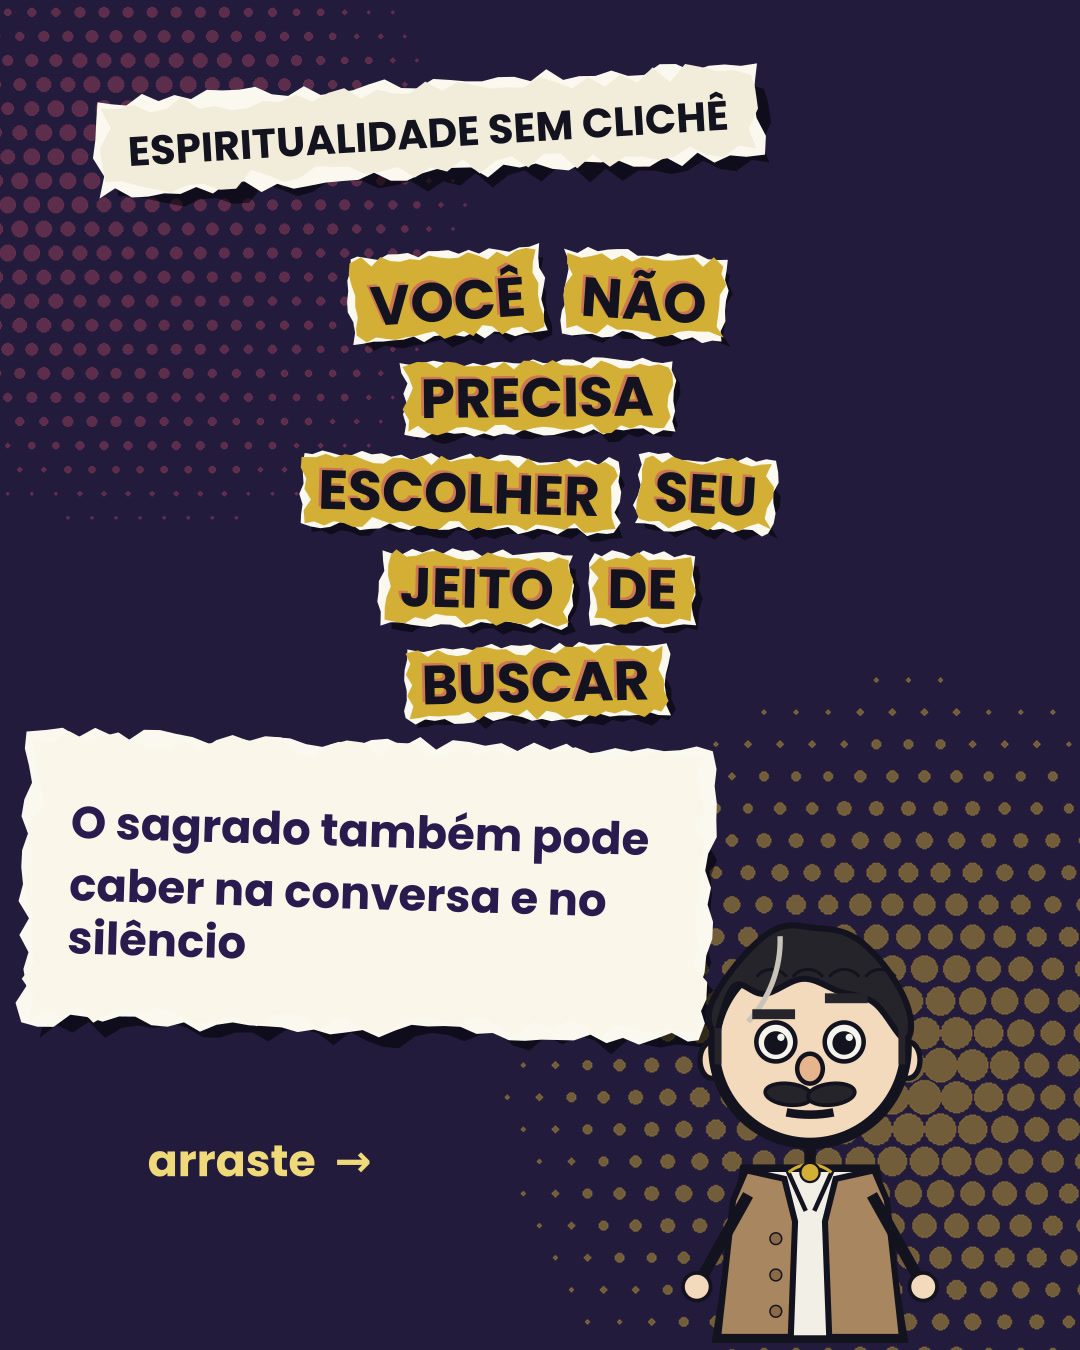 ESPIRITUALIDADE SEM CLICHÊ
VOCÊ NÃO
PRECISA
ESCOLHER SEU
JEITO DE
BUSCAR
O sagrado também pode
caber na conversa e no
silêncio
arraste →